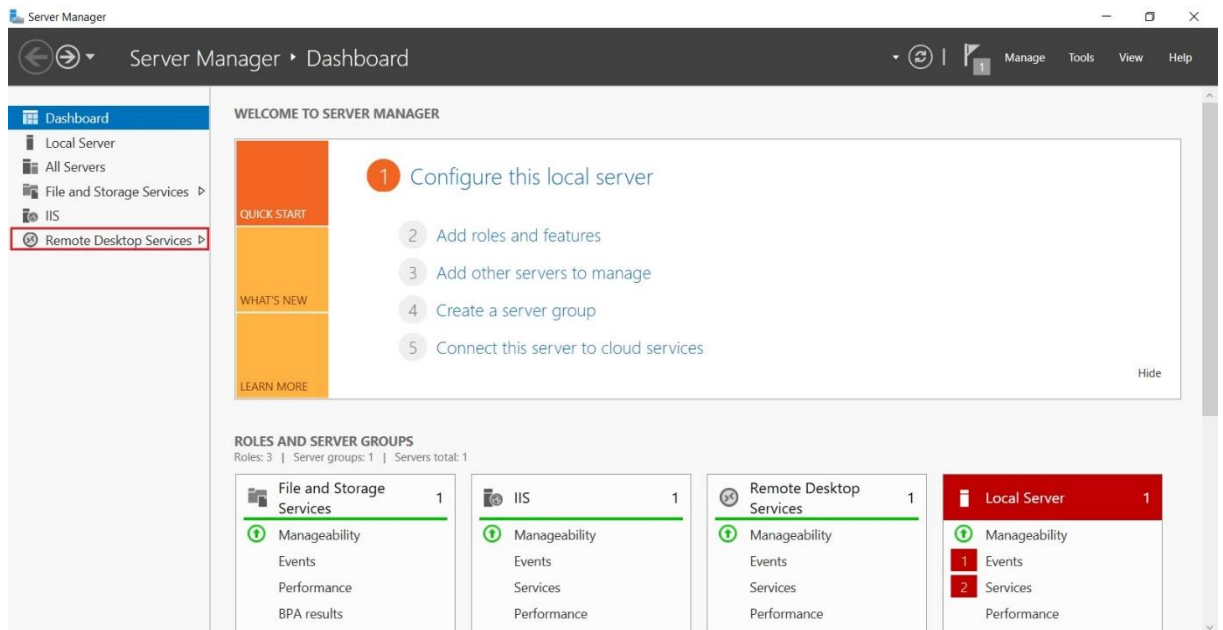 Server Manager
Server Manager • Dashboard
1
Manage
Tools
View
Help
Dashboard
Local Server
All Servers
File and Storage Services
IIS
Remote Desktop Services
WELCOME TO SERVER MANAGER
QUICK START
WHAT'S NEW
LEARN MORE
1 Configure this local server
2 Add roles and features
3 Add other servers to manage
4 Create a server group
5 Connect this server to cloud services
Hide
ROLES AND SERVER GROUPS
Roles: 3 | Server groups: 1 | Servers total: 1
File and Storage
Services
1
Manageability
Events
Performance
BPA results
IIS 1
Manageability
Events
Services
Performance
Remote Desktop
Services
1
Manageability
Events
Services
Performance
Local Server 1
Manageability
1 Events
2 Services
Performance